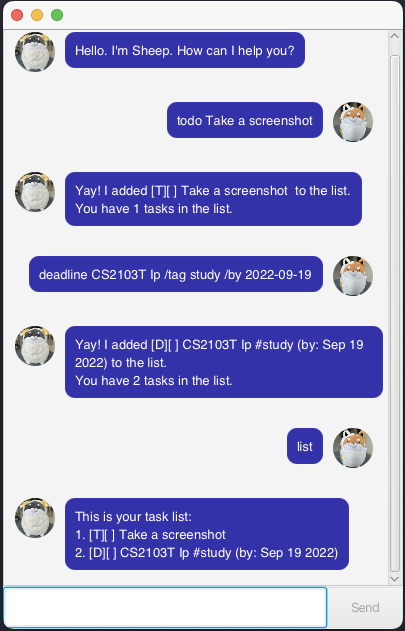 Hello. I'm Sheep. How can I help you?
todo Take a screenshot
Yay! I added [T][ ] Take a screenshot  to the list.
You have 1 tasks in the list.
deadline CS2103T Ip /tag study /by 2022-09-19
Yay! I added [D][ ] CS2103T Ip #study (by: Sep 19
2022) to the list.
You have 2 tasks in the list.
list
This is your task list:
1. [T][ ] Take a screenshot
2. [D][ ] CS2103T Ip #study (by: Sep 19 2022)
Send